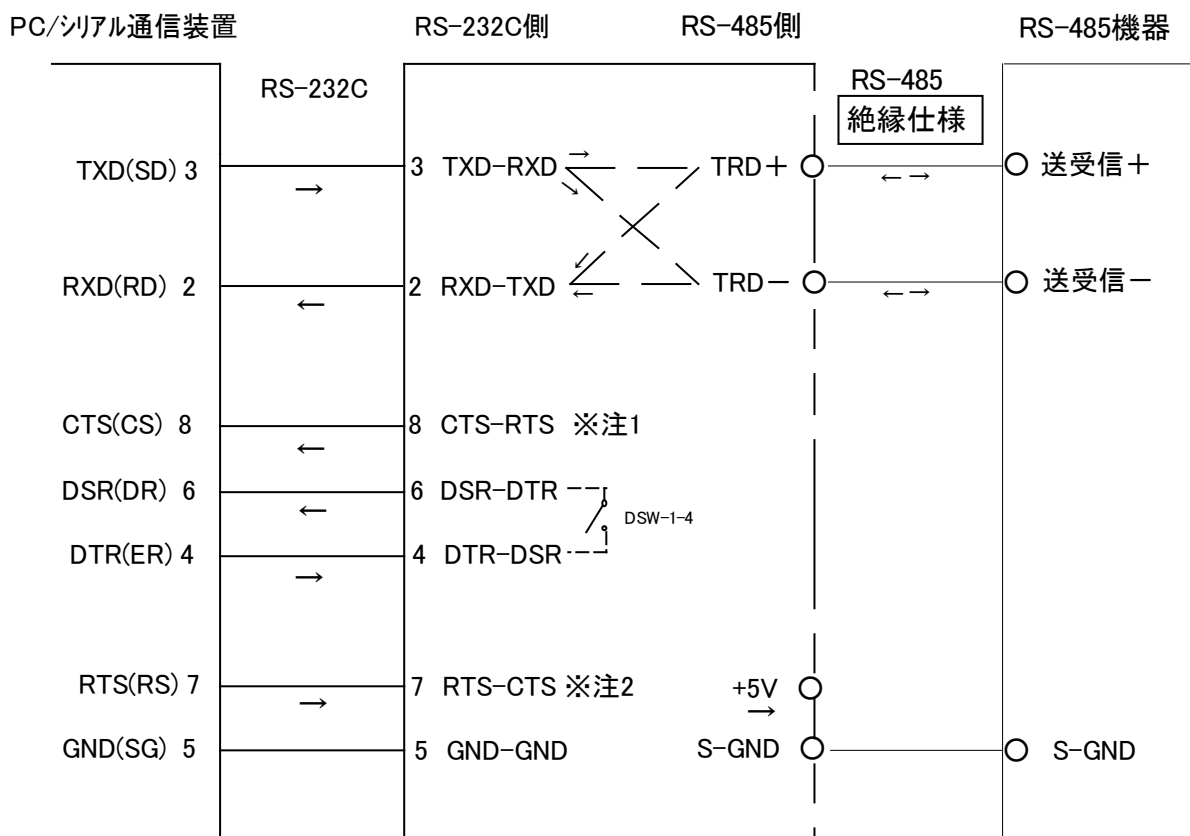 PC/シリアル通信装置 RS-232C側 RS-485側 RS-485機器
RS-232C RS-485
絶縁仕様
TXD(SD) 3 3 TXD-RXD → TRD+ 送受信+
→ ↘ ←→
RXD(RD) 2 2 RXD-TXD ↙ TRD- 送受信-
← ← ←→
CTS(CS) 8 8 CTS-RTS ※注1
←
DSR(DR) 6 6 DSR-DTR
← DSW-1-4
DTR(ER) 4 4 DTR-DSR
→
RTS(RS) 7 7 RTS-CTS ※注2 +5V
→ →
GND(SG) 5 5 GND-GND S-GND S-GND